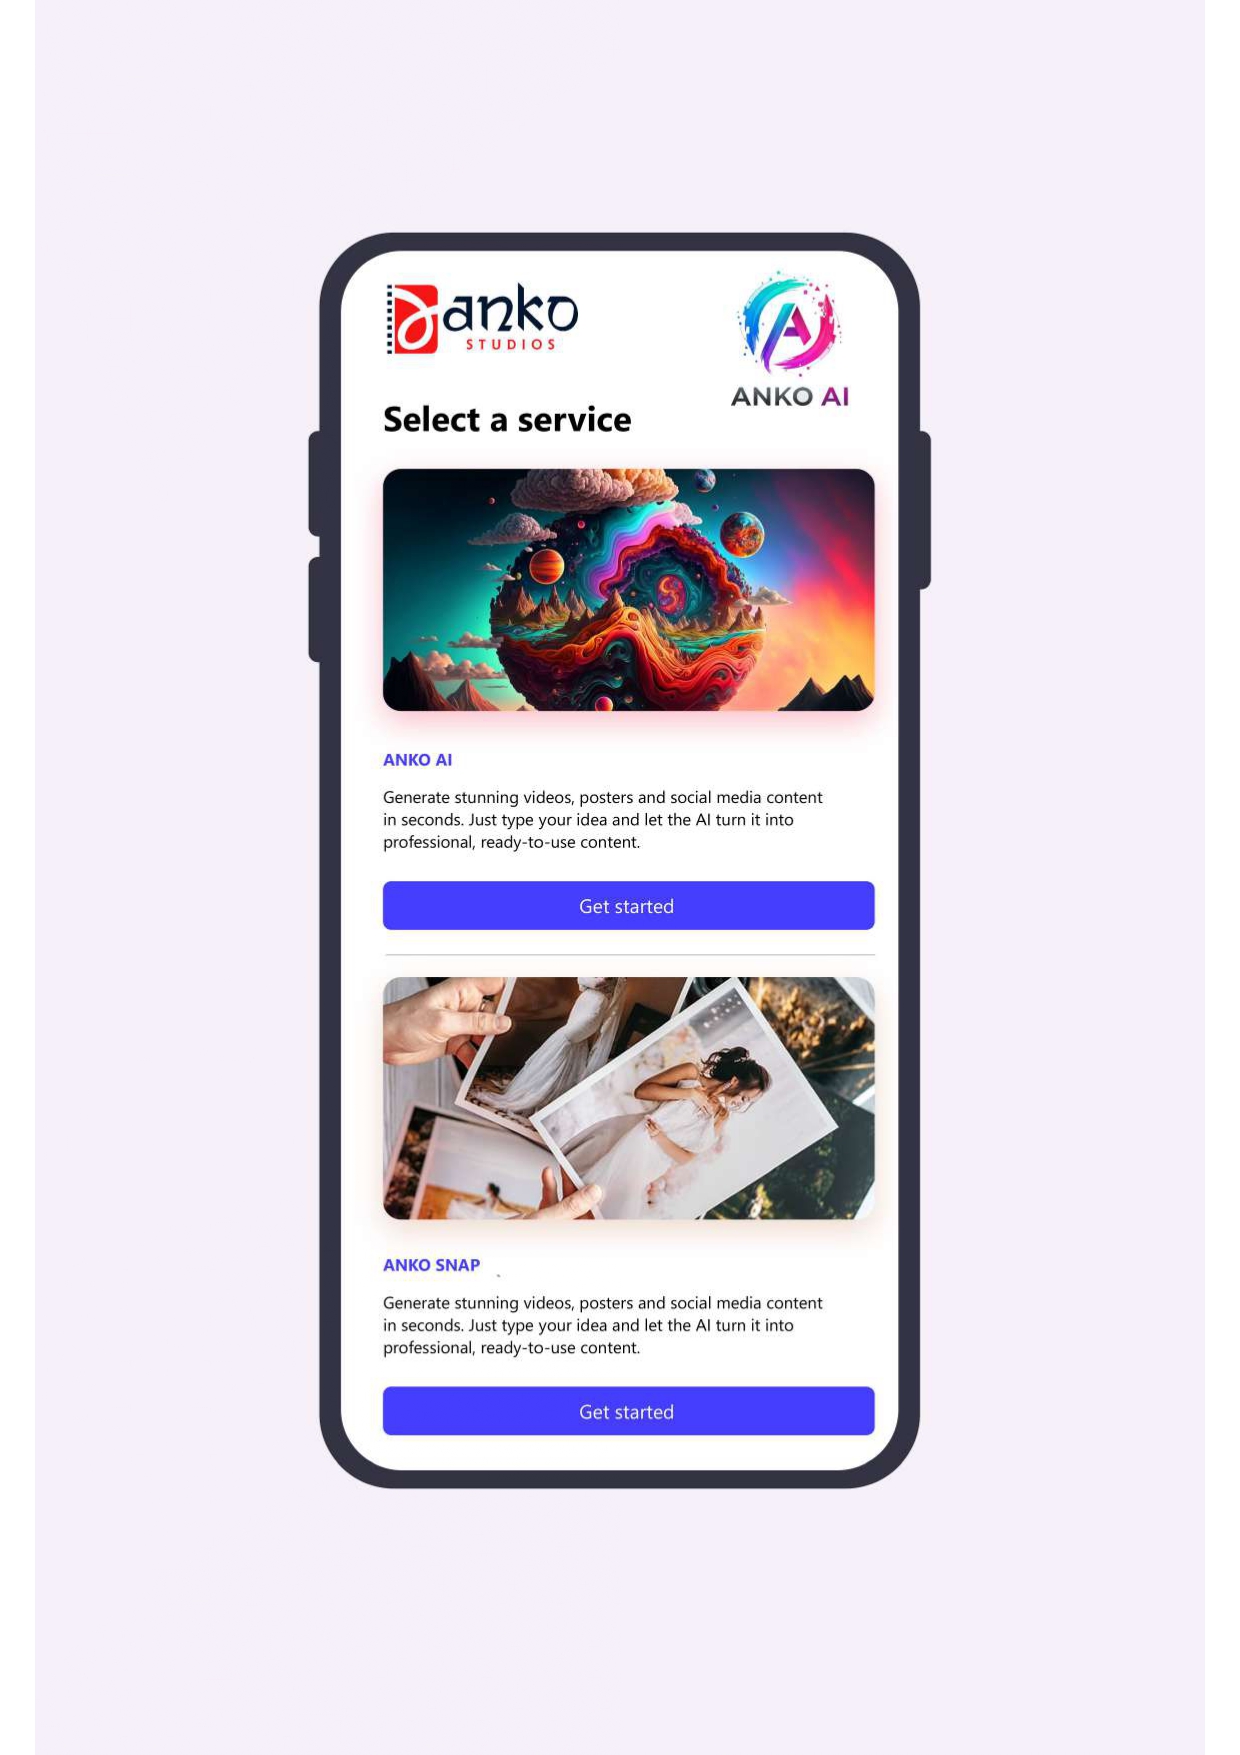 anko
STUDIOS
ANKO AI
Select a service
ANKO AI
Generate stunning videos, posters and social media content
in seconds. Just type your idea and let the AI turn it into
professional, ready-to-use content.
Get started
ANKO SNAP
Generate stunning videos, posters and social media content
in seconds. Just type your idea and let the AI turn it into
professional, ready-to-use content.
Get started